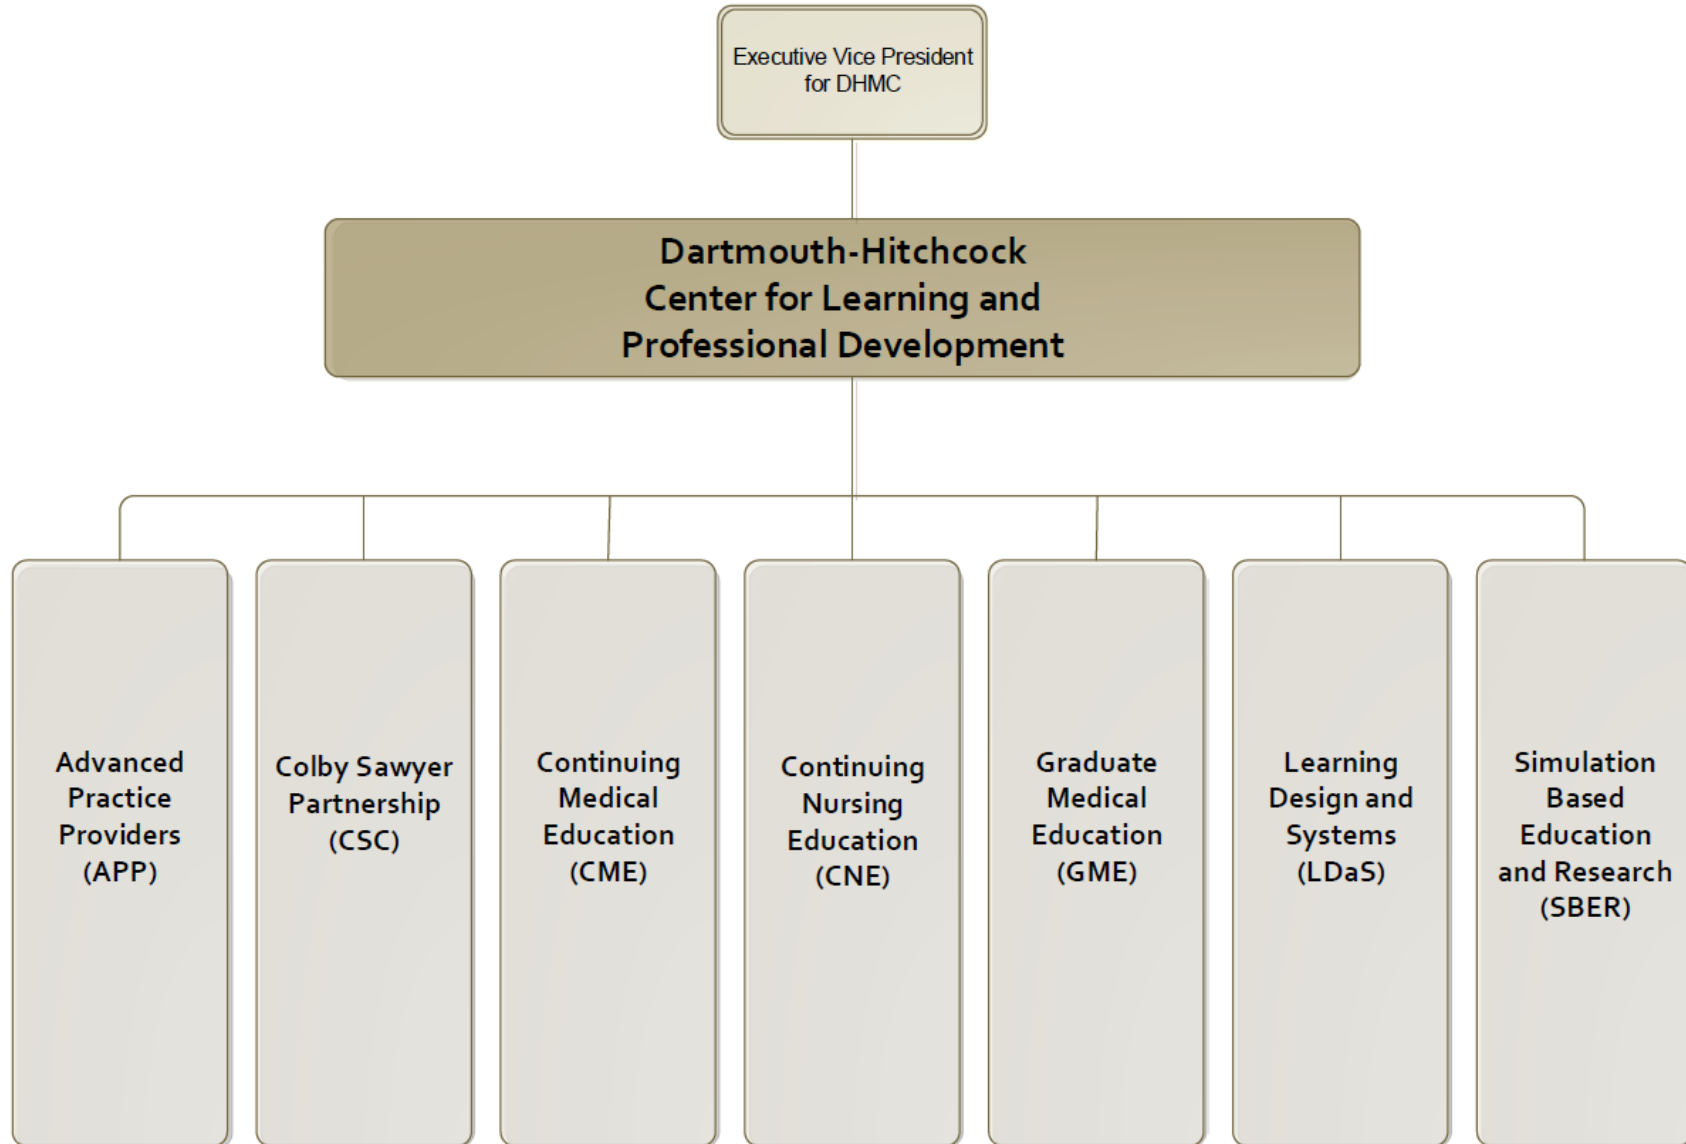 Executive Vice President
for DHMC
Dartmouth-Hitchcock
Center for Learning and
Professional Development
Advanced
Practice
Providers
(APP)
Colby Sawyer
Partnership
(CSC)
Continuing
Medical
Education
(CME)
Continuing
Nursing
Education
(CNE)
Graduate
Medical
Education
(GME)
Learning
Design and
Systems
(LDaS)
Simulation
Based
Education
and Research
(SBER)